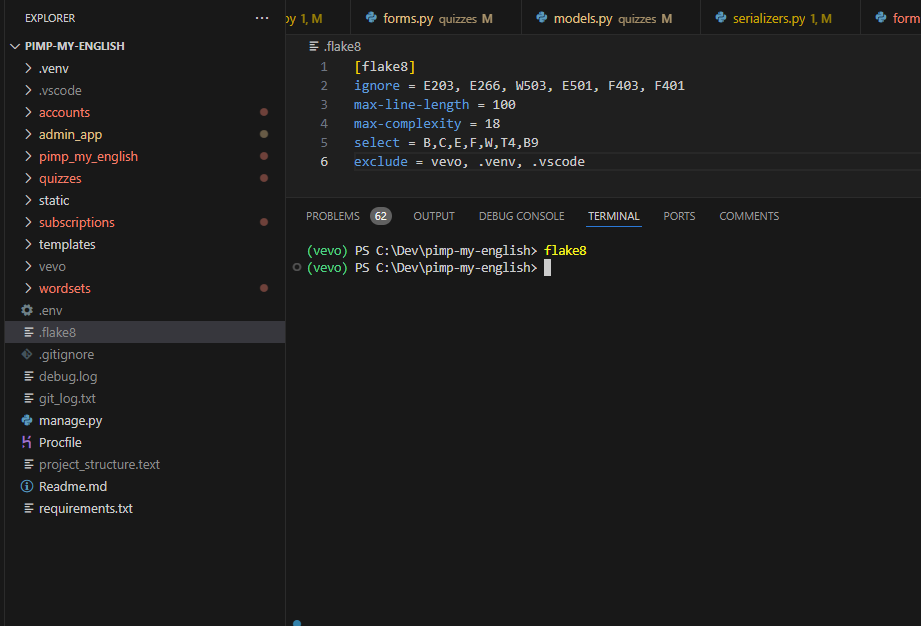 EXPLORER
PIMP-MY-ENGLISH
.venv
.vscode
accounts
admin_app
pimp_my_english
quizzes
static
subscriptions
templates
vevo
wordsets
.env
.flake8
.gitignore
debug.log
git_log.txt
manage.py
Procfile
project_structure.text
Readme.md
requirements.txt
py 1, M forms.py quizzes M models.py quizzes M serializers.py 1, M form
.flake8
1 [flake8]
2 ignore = E203, E266, W503, E501, F403, F401
3 max-line-length = 100
4 max-complexity = 18
5 select = B,C,E,F,W,T4,B9
6 exclude = vevo, .venv, .vscode
PROBLEMS 62 OUTPUT DEBUG CONSOLE TERMINAL PORTS COMMENTS
(vevo) PS C:\Dev\pimp-my-english> flake8
(vevo) PS C:\Dev\pimp-my-english>